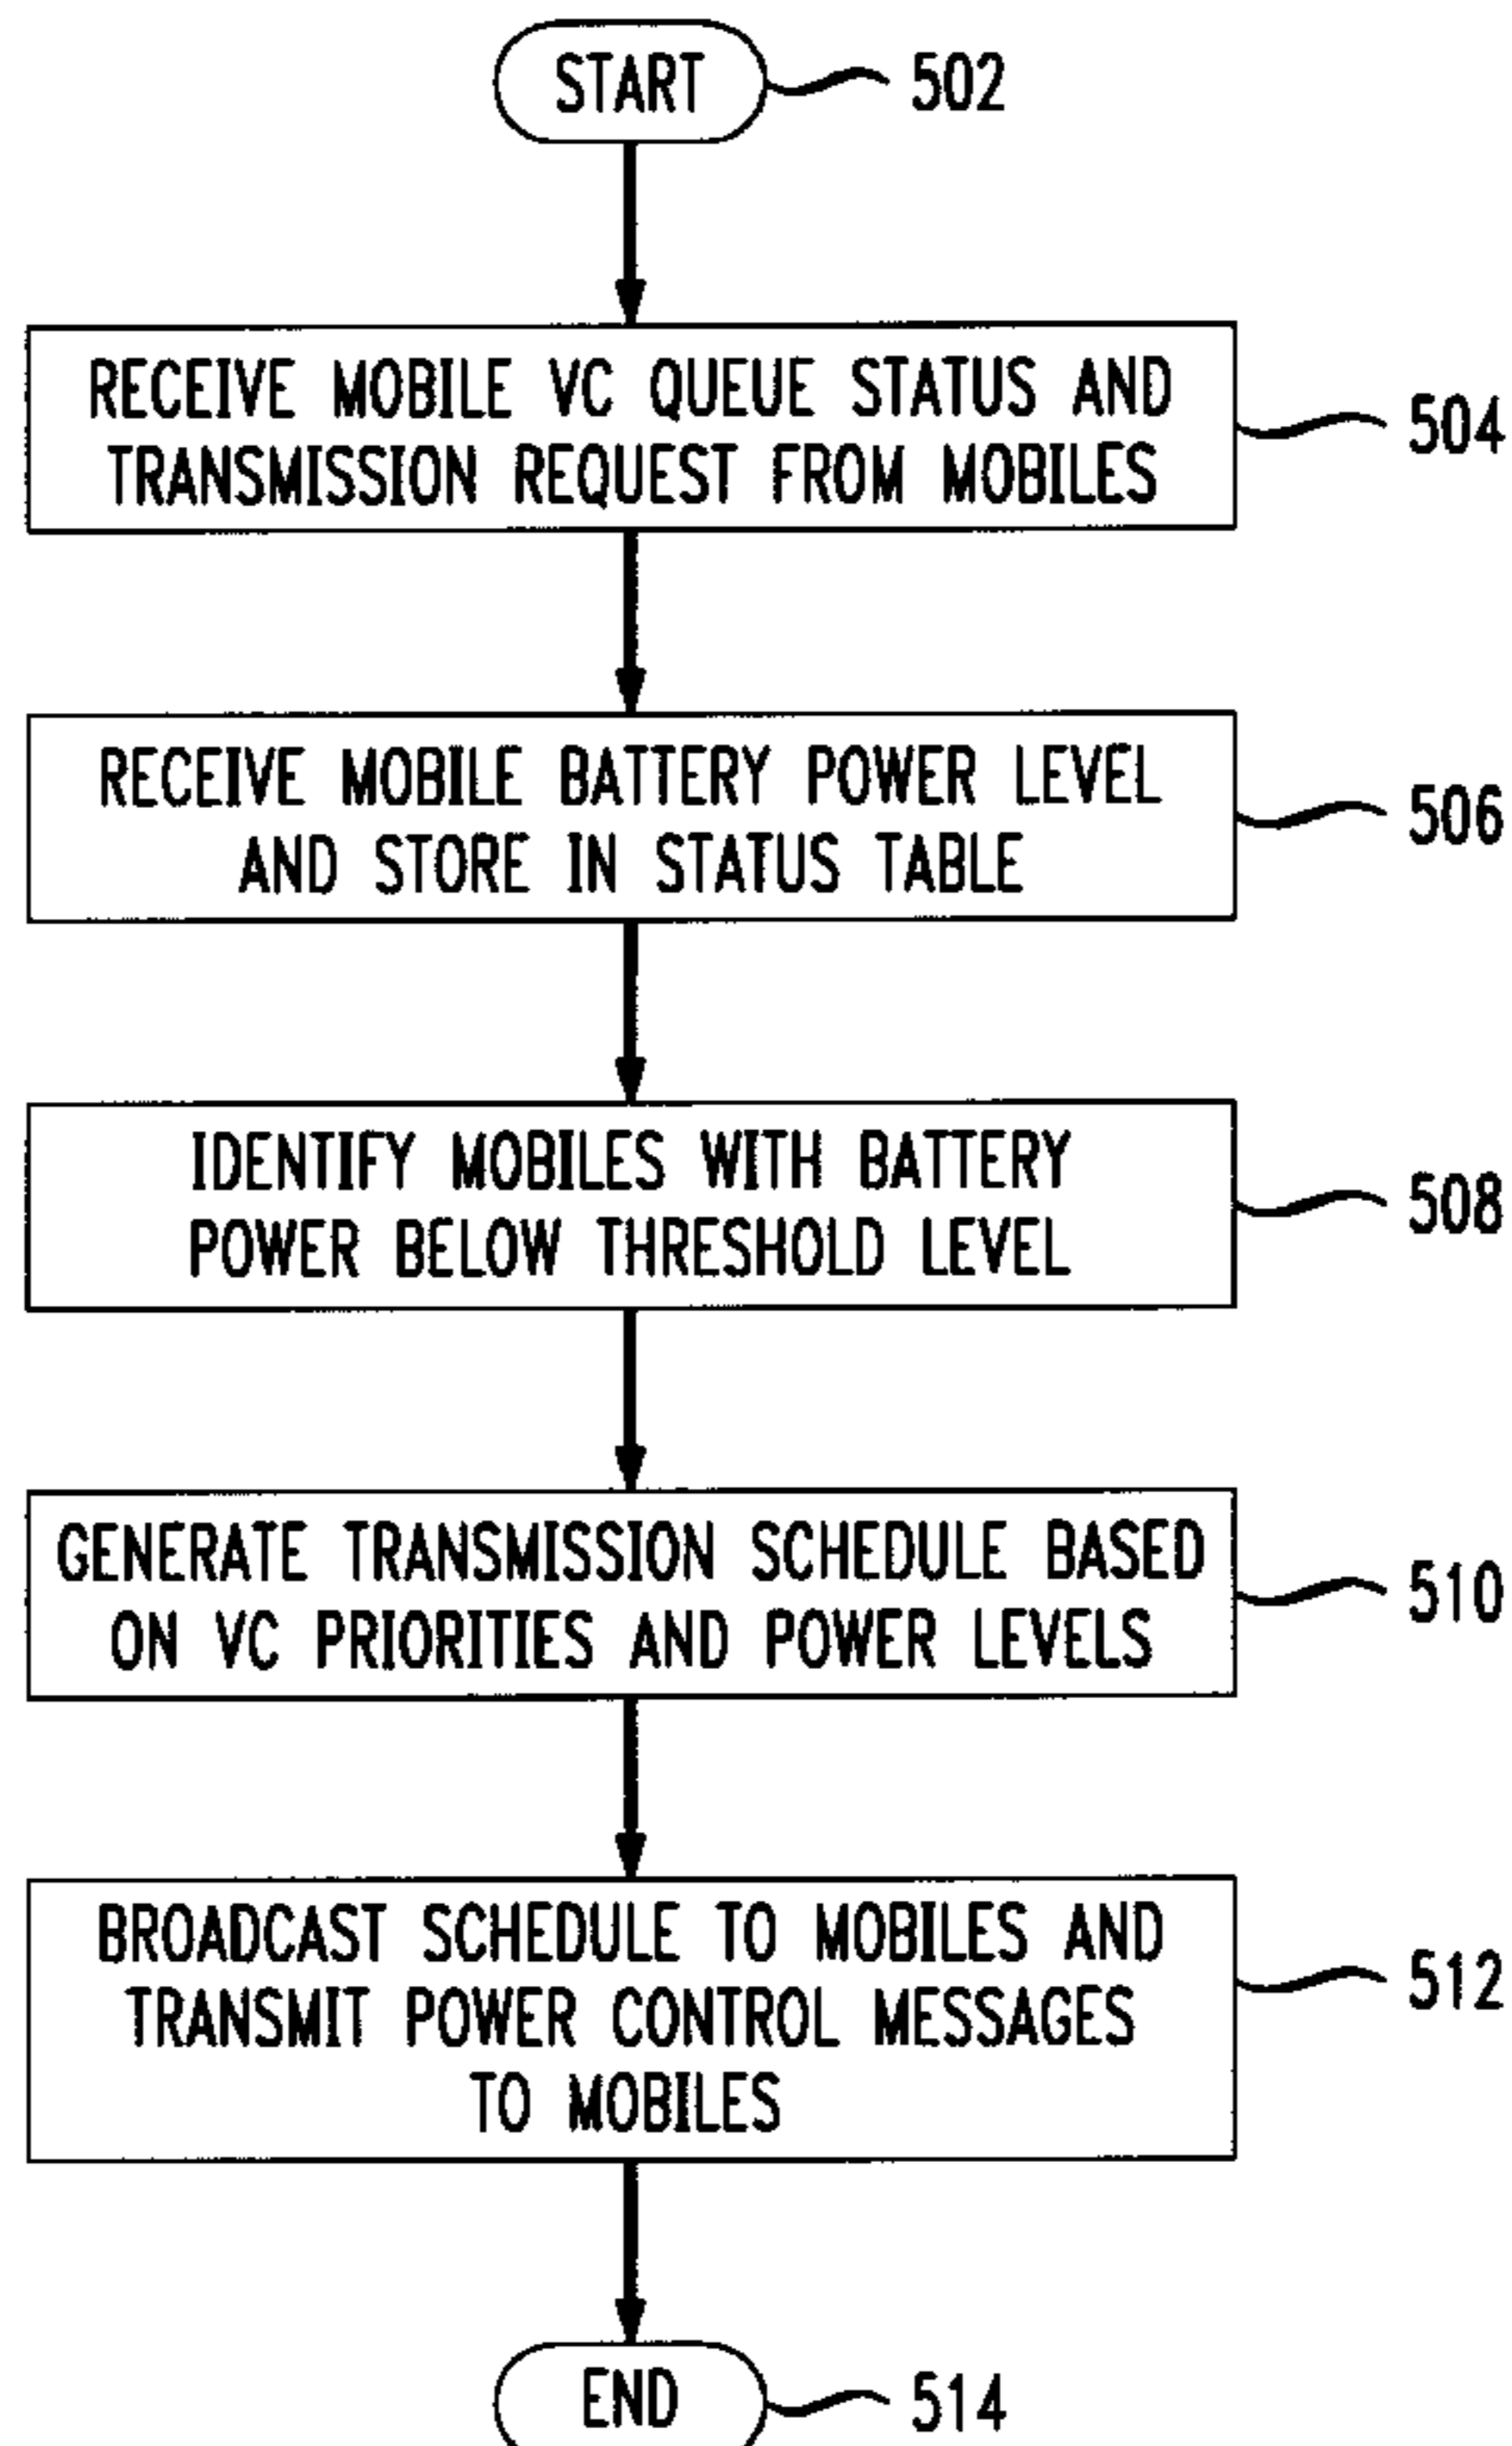 START
502
RECEIVE MOBILE VC QUEUE STATUS AND
TRANSMISSION REQUEST FROM MOBILES
504
RECEIVE MOBILE BATTERY POWER LEVEL
AND STORE IN STATUS TABLE
506
IDENTIFY MOBILES WITH BATTERY
POWER BELOW THRESHOLD LEVEL
508
GENERATE TRANSMISSION SCHEDULE BASED
ON VC PRIORITIES AND POWER LEVELS
510
BROADCAST SCHEDULE TO MOBILES AND
TRANSMIT POWER CONTROL MESSAGES
TO MOBILES
512
END
514